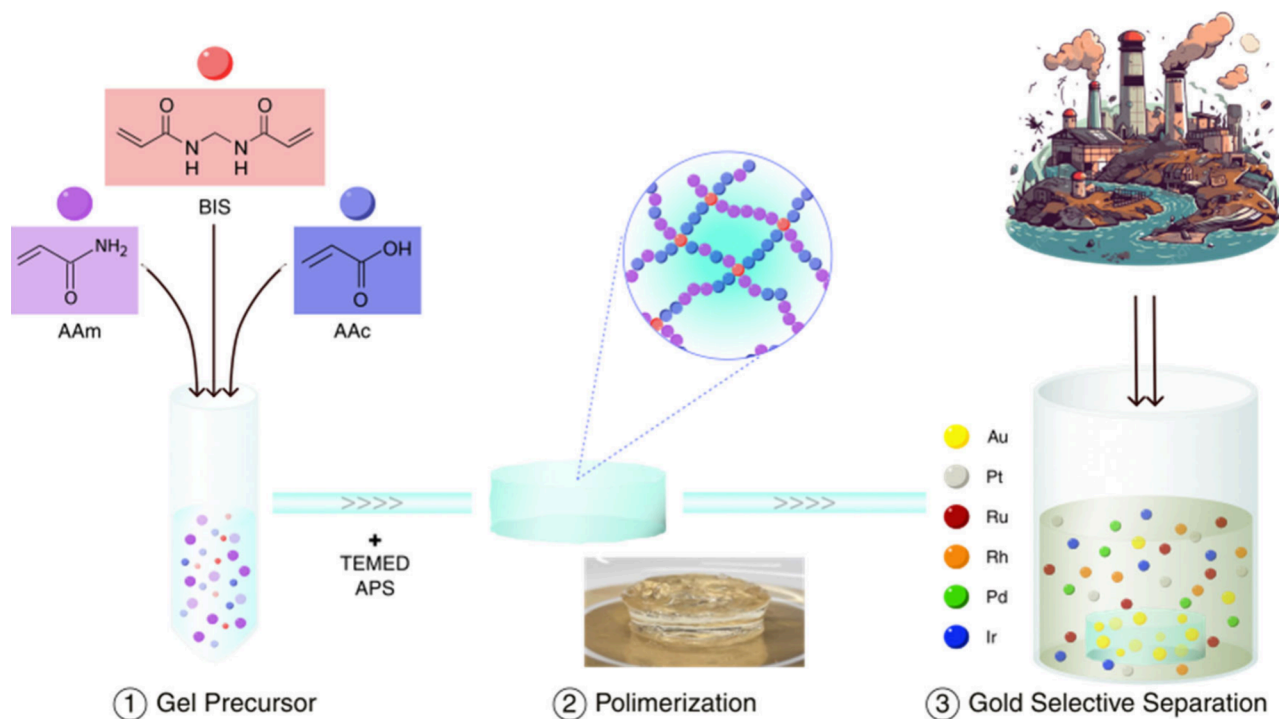 O
O
N
H
N
H
BIS
NH2
O
AAm
OH
O
AAc
>>>>
+
TEMED
APS
>>>>
Au
Pt
Ru
Rh
Pd
Ir
1 Gel Precursor
2 Polimerization
3 Gold Selective Separation